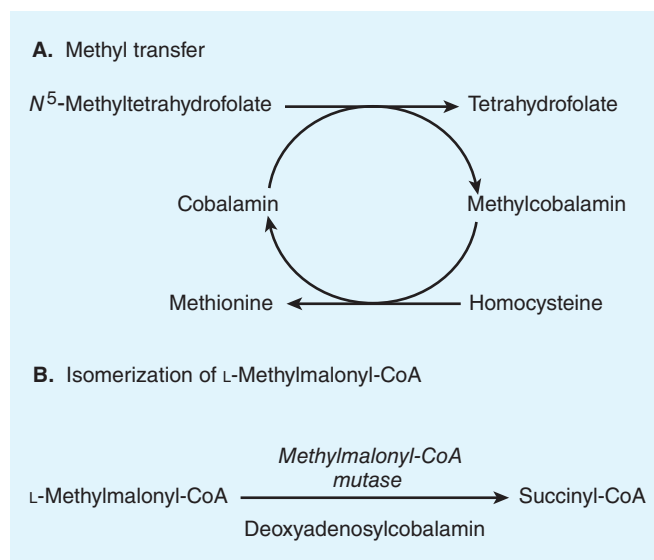 A. Methyl transfer
N⁵-Methyltetrahydrofolate Tetrahydrofolate
Cobalamin Methylcobalamin
Methionine Homocysteine
B. Isomerization of L-Methylmalonyl-CoA
Methylmalonyl-CoA
mutase
L-Methylmalonyl-CoA Succinyl-CoA
Deoxyadenosylcobalamin